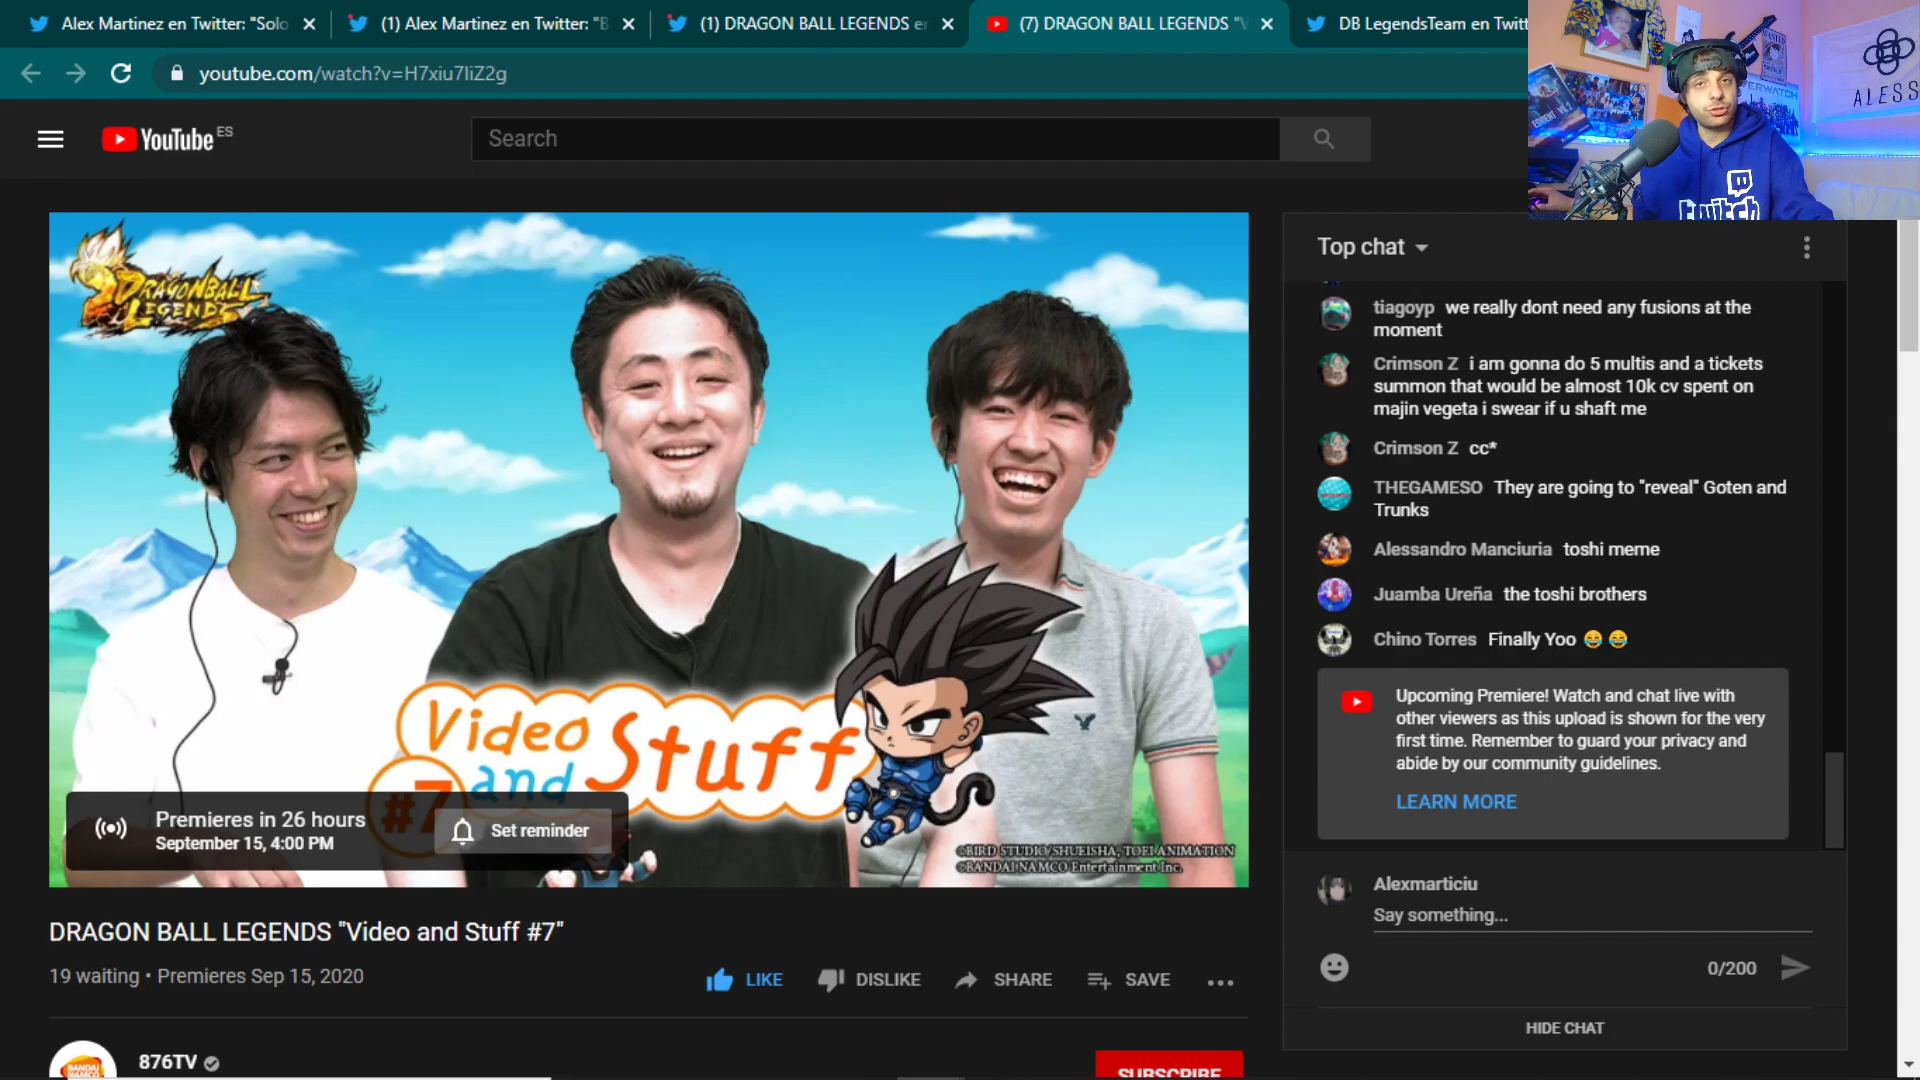 Alex Martinez en Twitter: "Solo
(1) Alex Martinez en Twitter: "B
(1) DRAGON BALL LEGENDS en
(7) DRAGON BALL LEGENDS "V
DB LegendsTeam en Twitt
youtube.com/watch?v=H7xiu7liZ2g
YouTube ES
Search
WANTED
ALESS
twitch
DRAGONBALL
LEGENDS
Video
and Stuff
#7
Premieres in 26 hours
September 15, 4:00 PM
Set reminder
©BIRD STUDIO/SHUEISHA, TOEI ANIMATION
©BANDAI NAMCO Entertainment Inc.
DRAGON BALL LEGENDS "Video and Stuff #7"
19 waiting • Premieres Sep 15, 2020
LIKE
DISLIKE
SHARE
SAVE
BANDAI
NAMCO
876TV
SUBSCRIBE
Top chat
tiagoyp we really dont need any fusions at the
moment
Crimson Z i am gonna do 5 multis and a tickets
summon that would be almost 10k cv spent on
majin vegeta i swear if u shaft me
Crimson Z cc*
THEGAMESO They are going to "reveal" Goten and
Trunks
Alessandro Manciuria toshi meme
Juamba Ureña the toshi brothers
Chino Torres Finally Yoo 😂 😂
Upcoming Premiere! Watch and chat live with
other viewers as this upload is shown for the very
first time. Remember to guard your privacy and
abide by our community guidelines.
LEARN MORE
Alexmarticiu
Say something...
0/200
HIDE CHAT